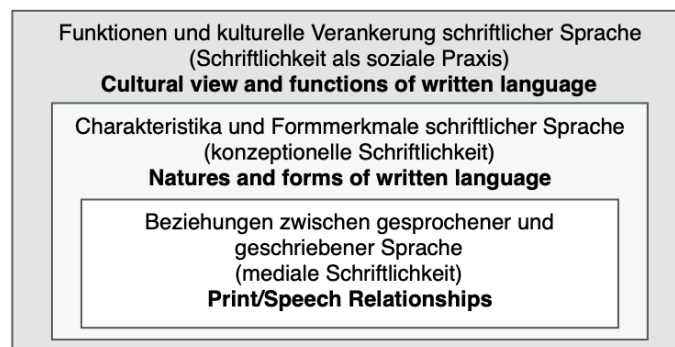 Funktionen und kulturelle Verankerung schriftlicher Sprache
(Schriftlichkeit als soziale Praxis)
Cultural view and functions of written language
Charakteristika und Formmerkmale schriftlicher Sprache
(konzeptionelle Schriftlichkeit)
Natures and forms of written language
Beziehungen zwischen gesprochener und
geschriebener Sprache
(mediale Schriftlichkeit)
Print/Speech Relationships